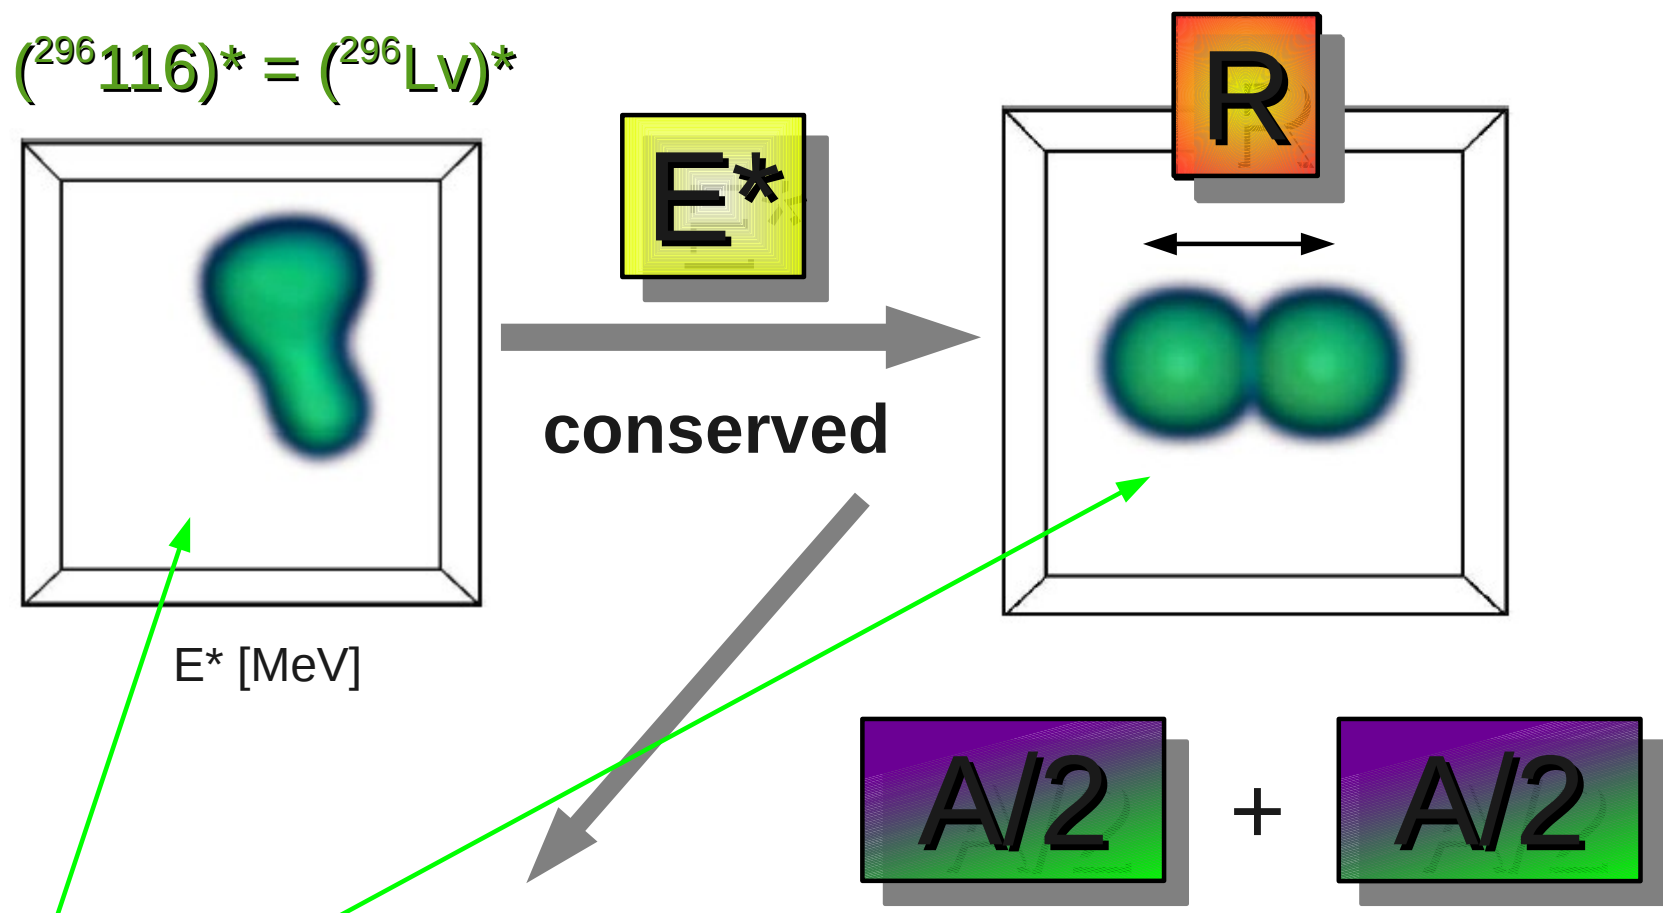 (²⁹⁶116)* = (²⁹⁶Lv)*
E*
R
conserved
E* [MeV]
A/2 + A/2